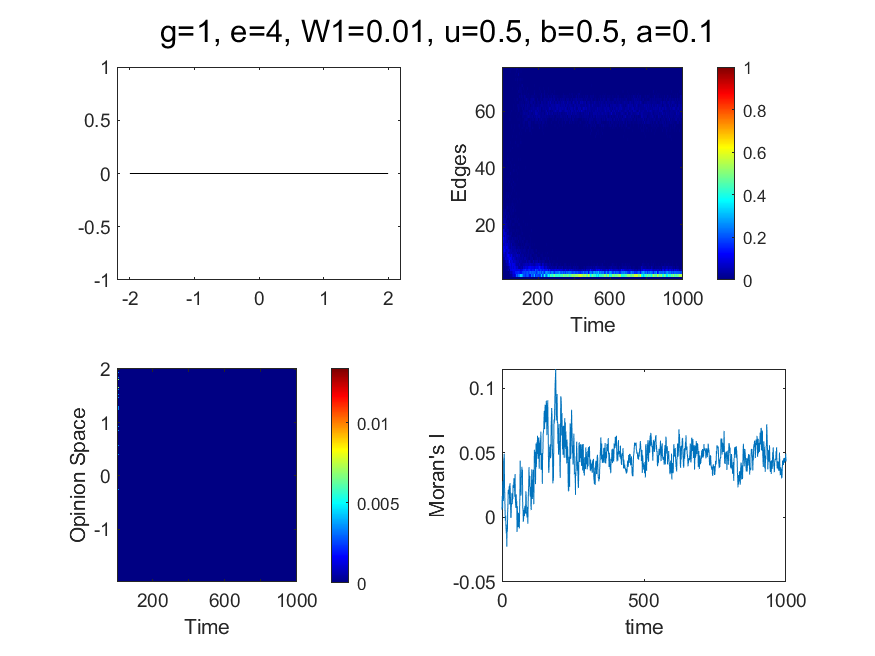 g=1, e=4, W1=0.01, u=0.5, b=0.5, a=0.1
1
0.5
0
-0.5
-1
-2 -1 0 1 2
Edges
60
40
20
200 600 1000
Time
1
0.8
0.6
0.4
0.2
0
Opinion Space
2
1
0
-1
200 600 1000
Time
0.01
0.005
0
Moran's I
0.1
0.05
0
-0.05
0 500 1000
time